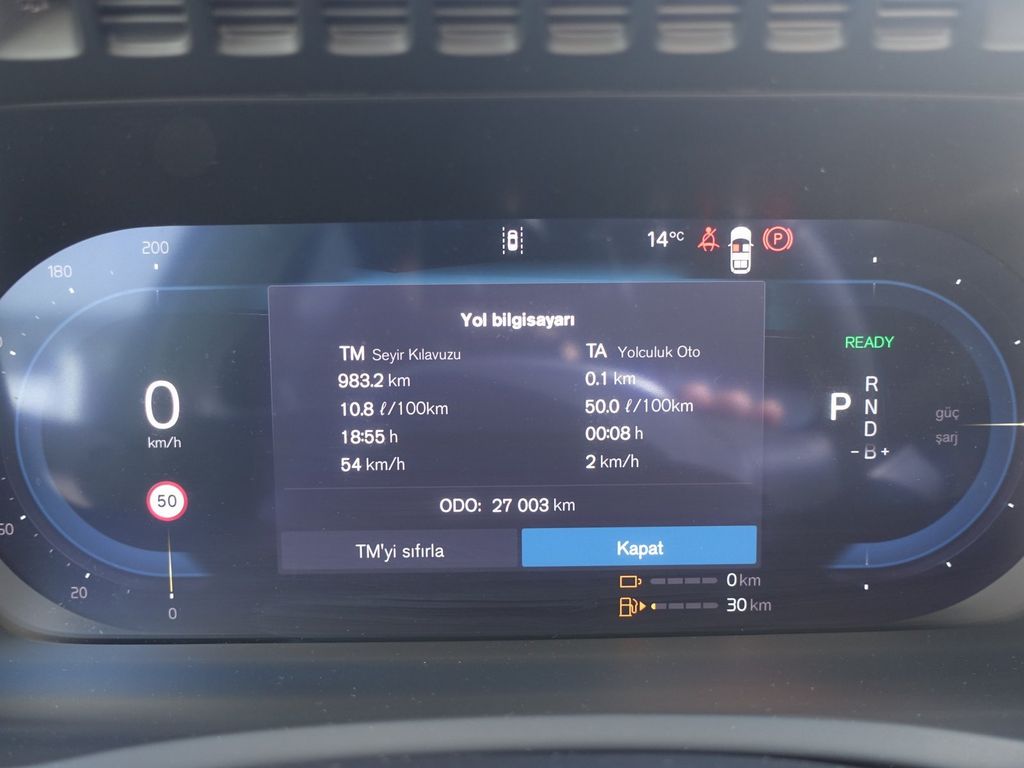 200
14°C
P
180
Yol bilgisayarı
TM Seyir Kılavuzu
TA Yolculuk Oto
READY
983.2 km
0.1 km
10.8 ℓ/100km
50.0 ℓ/100km
18:55 h
00:08 h
54 km/h
2 km/h
0
km/h
P
R
N
D
- B +
güç
şarj
50
ODO: 27 003 km
TM'yi sıfırla
Kapat
0 km
30 km
20
0